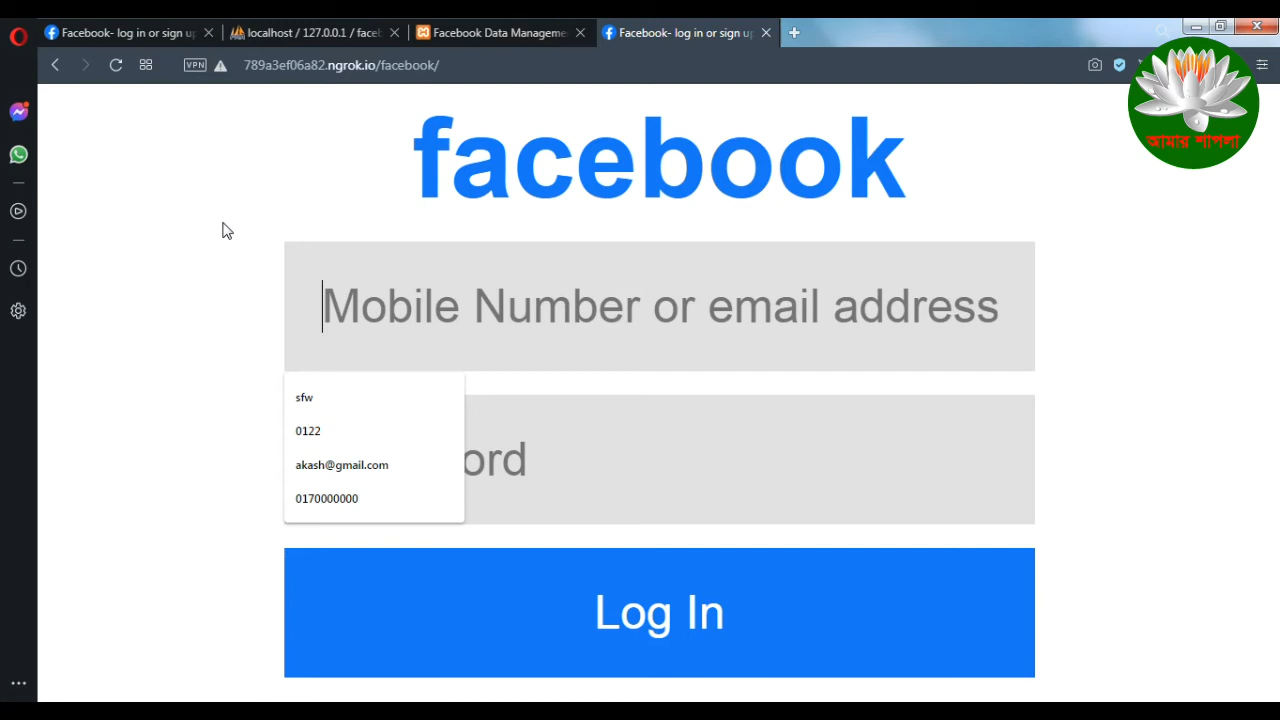 Facebook- log in or sign up
localhost / 127.0.0.1 / faceb
Facebook Data Manageme
Facebook- log in or sign up
VPN
789a3ef06a82.ngrok.io/facebook/
আমার শাপলা
facebook
Mobile Number or email address
sfw
0122
akash@gmail.com
0170000000
ord
Log In